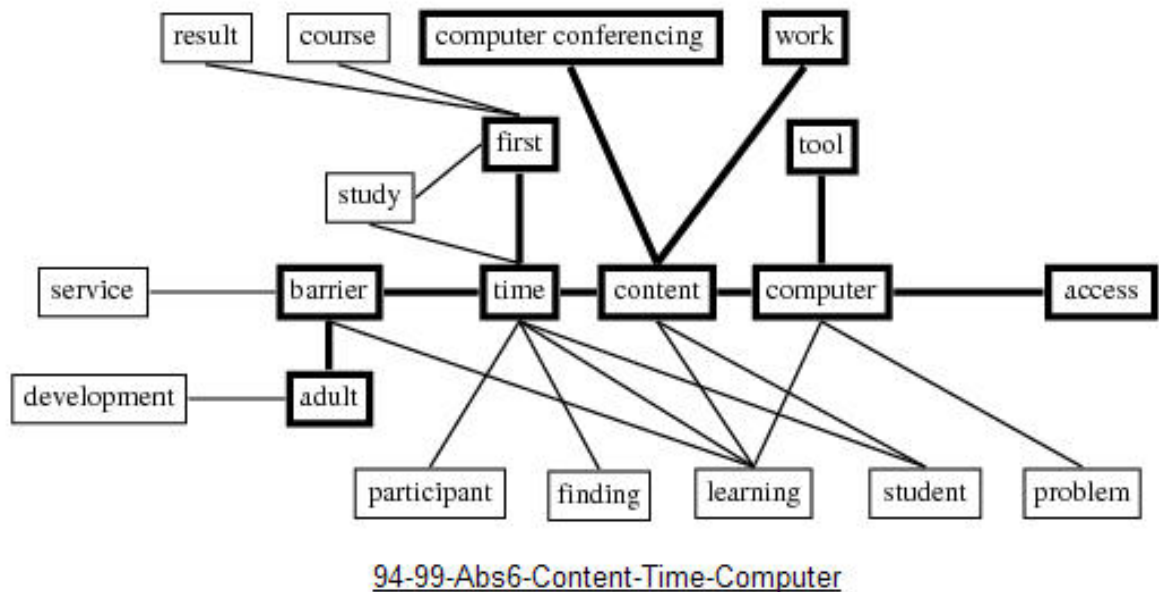 result
course
computer conferencing
work
first
tool
study
service
barrier
time
content
computer
access
development
adult
participant
finding
learning
student
problem
94-99-Abs6-Content-Time-Computer